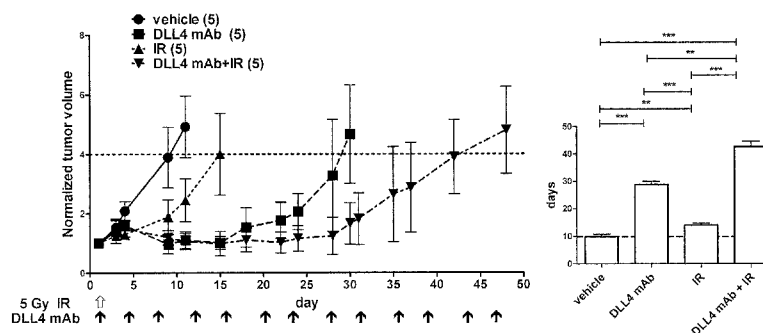 vehicle (5)
DLL4 mAb (5)
IR (5)
DLL4 mAb+IR (5)
Normalized tumor volume
8
6
4
2
0
0 5 10 15 20 25 30 35 40 45 50
day
5 Gy IR
DLL4 mAb
***
**
***
***
**
***
days
50
40
30
20
10
0
vehicle
DLL4 mAb
IR
DLL4 mAb + IR